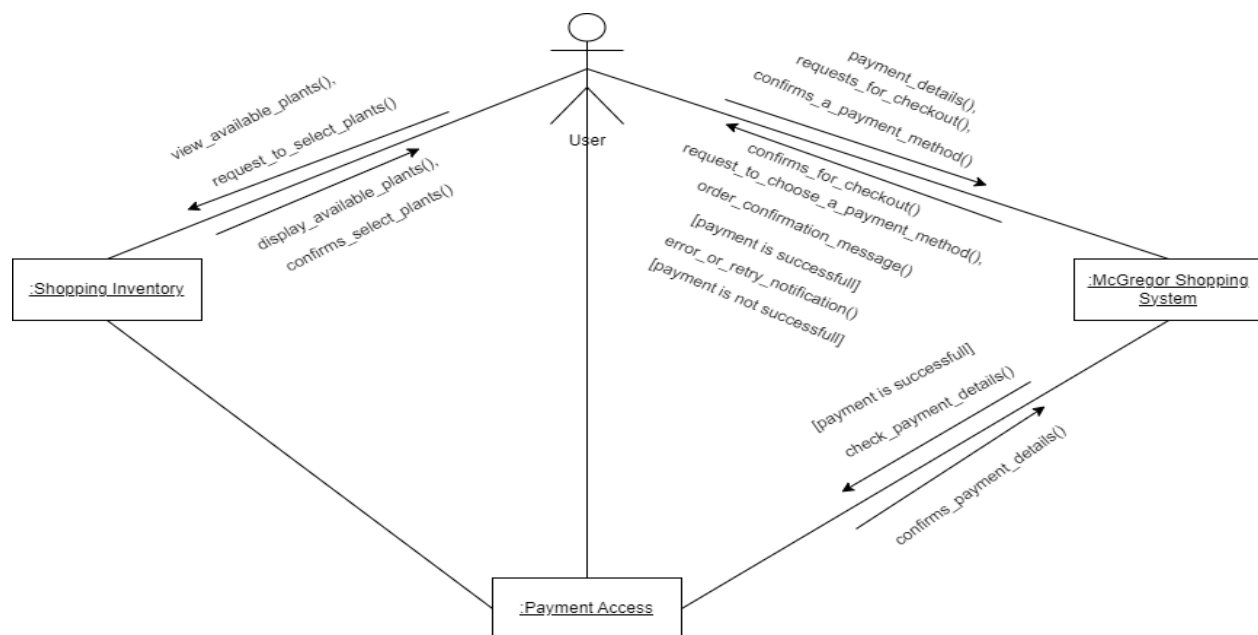 view_available_plants(),
request_to_select_plants()
display_available_plants(),
confirms_select_plants()
User
payment_details(),
requests_for_checkout(),
confirms_a_payment_method()
confirms_for_checkout()
request_to_choose_a_payment_method(),
order_confirmation_message()
[payment is successfull]
error_or_retry_notification()
[payment is not successfull]
:Shopping Inventory
:McGregor Shopping
System
[payment is successfull]
check_payment_details()
confirms_payment_details()
:Payment Access